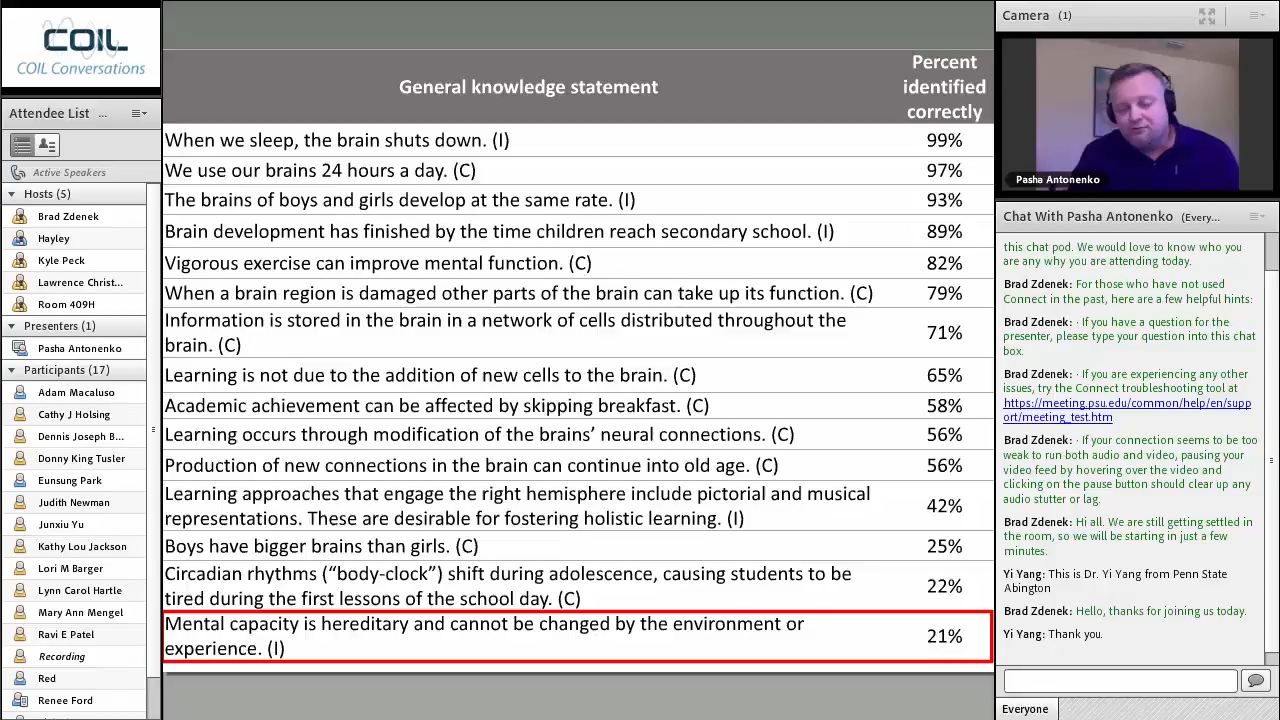 COIL
COIL Conversations
Attendee List ...
Active Speakers
Hosts (5)
Brad Zdenek
Hayley
Kyle Peck
Lawrence Christ...
Room 409H
Presenters (1)
Pasha Antonenko
Participants (17)
Adam Macaluso
Cathy J Holsing
Dennis Joseph B...
Donny King Tusler
Eunsung Park
Judith Newman
Junxiu Yu
Kathy Lou Jackson
Lori M Barger
Lynn Carol Hartle
Mary Ann Mengel
Ravi E Patel
Recording
Red
Renee Ford
General knowledge statement
Percent
identified
correctly
When we sleep, the brain shuts down. (I) 99%
We use our brains 24 hours a day. (C) 97%
The brains of boys and girls develop at the same rate. (I) 93%
Brain development has finished by the time children reach secondary school. (I) 89%
Vigorous exercise can improve mental function. (C) 82%
When a brain region is damaged other parts of the brain can take up its function. (C) 79%
Information is stored in the brain in a network of cells distributed throughout the
brain. (C) 71%
Learning is not due to the addition of new cells to the brain. (C) 65%
Academic achievement can be affected by skipping breakfast. (C) 58%
Learning occurs through modification of the brains’ neural connections. (C) 56%
Production of new connections in the brain can continue into old age. (C) 56%
Learning approaches that engage the right hemisphere include pictorial and musical
representations. These are desirable for fostering holistic learning. (I) 42%
Boys have bigger brains than girls. (C) 25%
Circadian rhythms (“body-clock”) shift during adolescence, causing students to be
tired during the first lessons of the school day. (C) 22%
Mental capacity is hereditary and cannot be changed by the environment or
experience. (I) 21%
Camera (1)
Pasha Antonenko
Chat With Pasha Antonenko (Every...
this chat pod. We would love to know who you
are any why you are attending today.
Brad Zdenek: For those who have not used
Connect in the past, here are a few helpful hints:
Brad Zdenek: · If you have a question for the
presenter, please type your question into this chat
box.
Brad Zdenek: · If you are experiencing any other
issues, try the Connect troubleshooting tool at
https://meeting.psu.edu/common/help/en/supp
ort/meeting_test.htm
Brad Zdenek: · If your connection seems to be too
weak to run both audio and video, pausing your
video feed by hovering over the video and
clicking on the pause button should clear up any
audio stutter or lag.
Brad Zdenek: Hi all. We are still getting settled in
the room, so we will be starting in just a few
minutes.
Yi Yang: This is Dr. Yi Yang from Penn State
Abington
Brad Zdenek: Hello, thanks for joining us today.
Yi Yang: Thank you.
Everyone